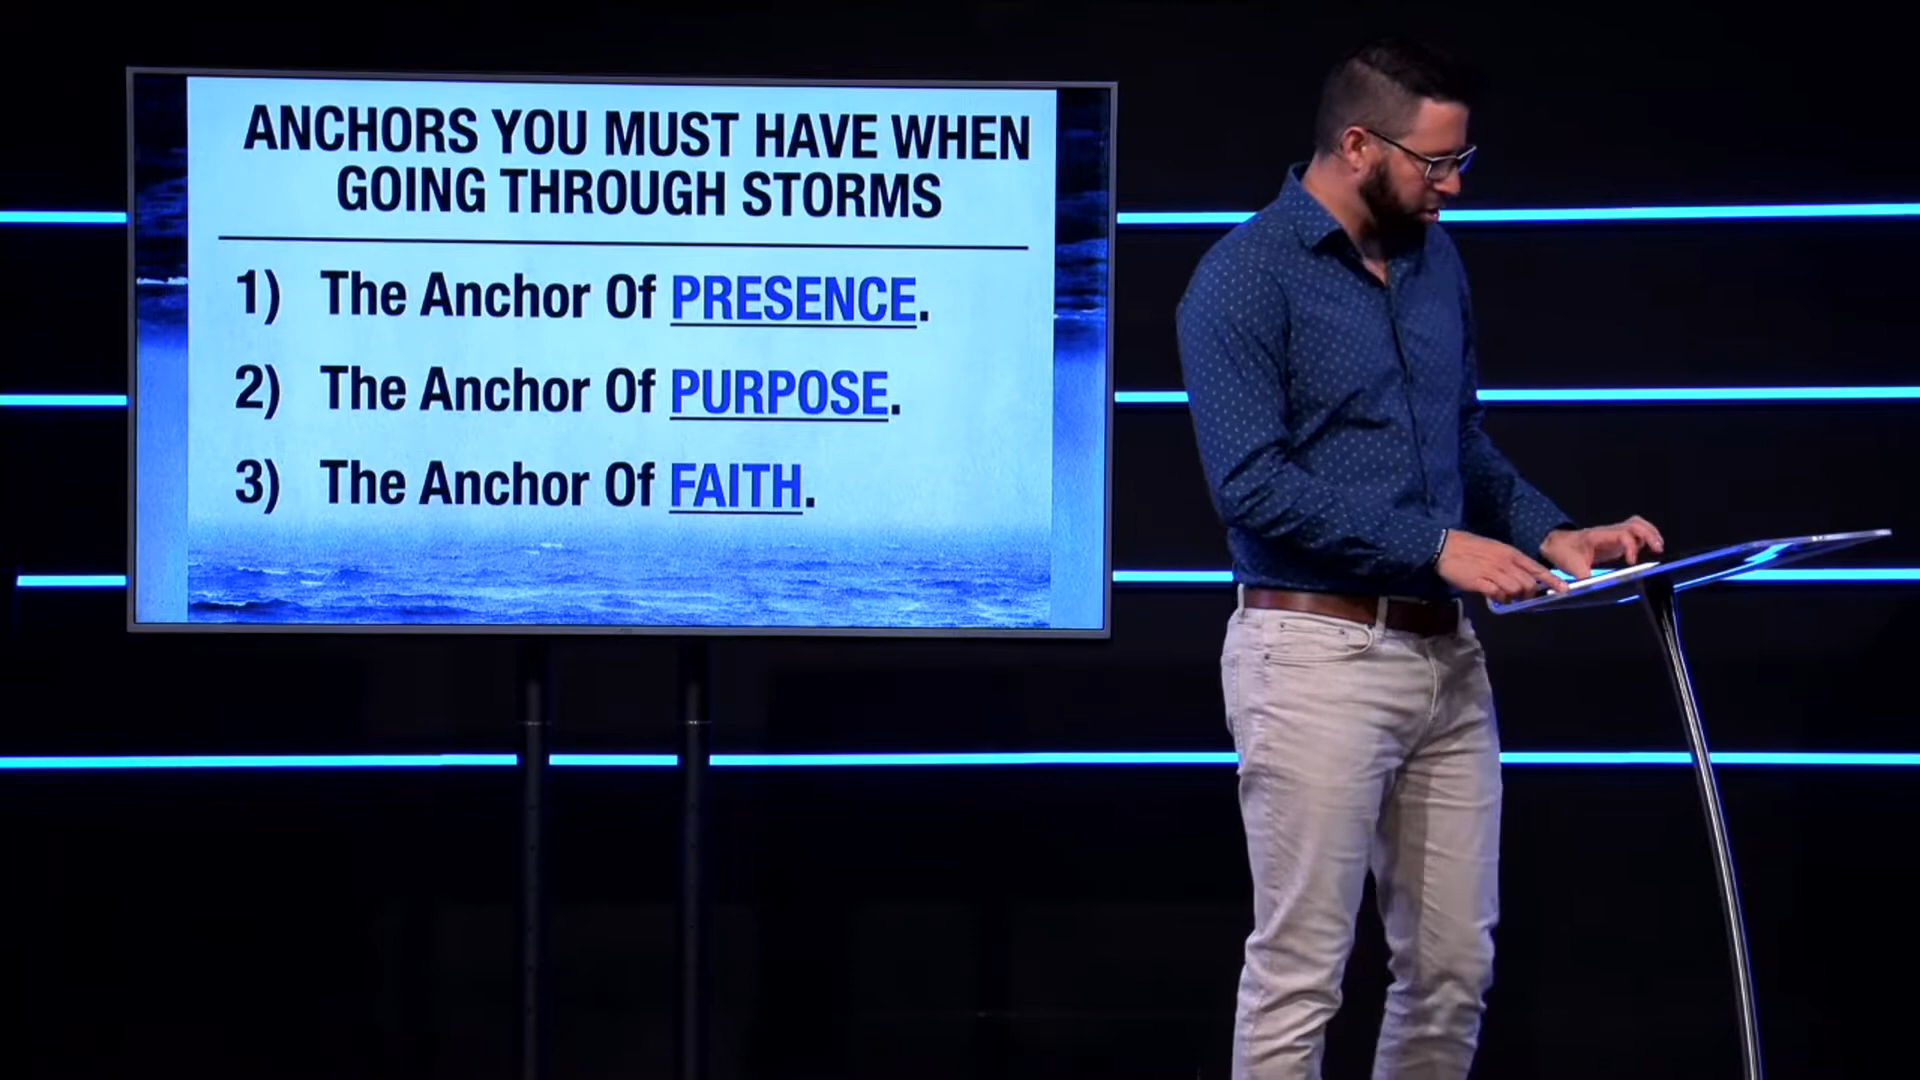 ANCHORS YOU MUST HAVE WHEN
GOING THROUGH STORMS
1) The Anchor Of PRESENCE.
2) The Anchor Of PURPOSE.
3) The Anchor Of FAITH.